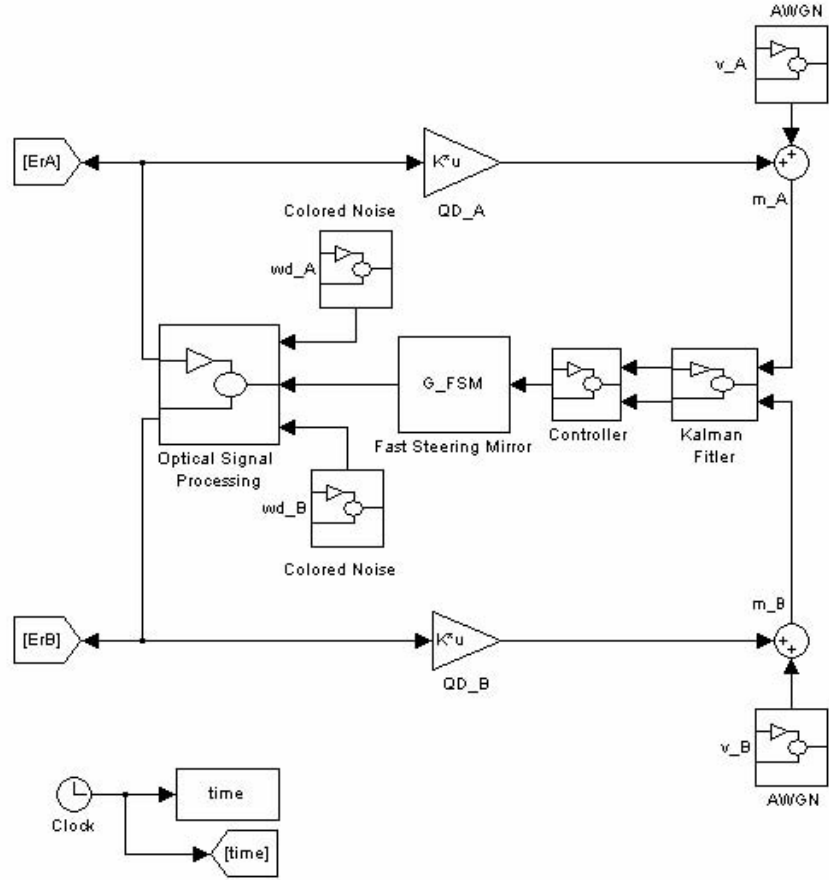 AWGN
v_A
[ErA]
K*u
QD_A
m_A
Colored Noise
wd_A
G_FSM
Optical Signal
Processing
Fast Steering Mirror
Controller
Kalman
Fitler
wd_B
Colored Noise
m_B
[ErB]
K*u
QD_B
v_B
AWGN
time
Clock
[time]